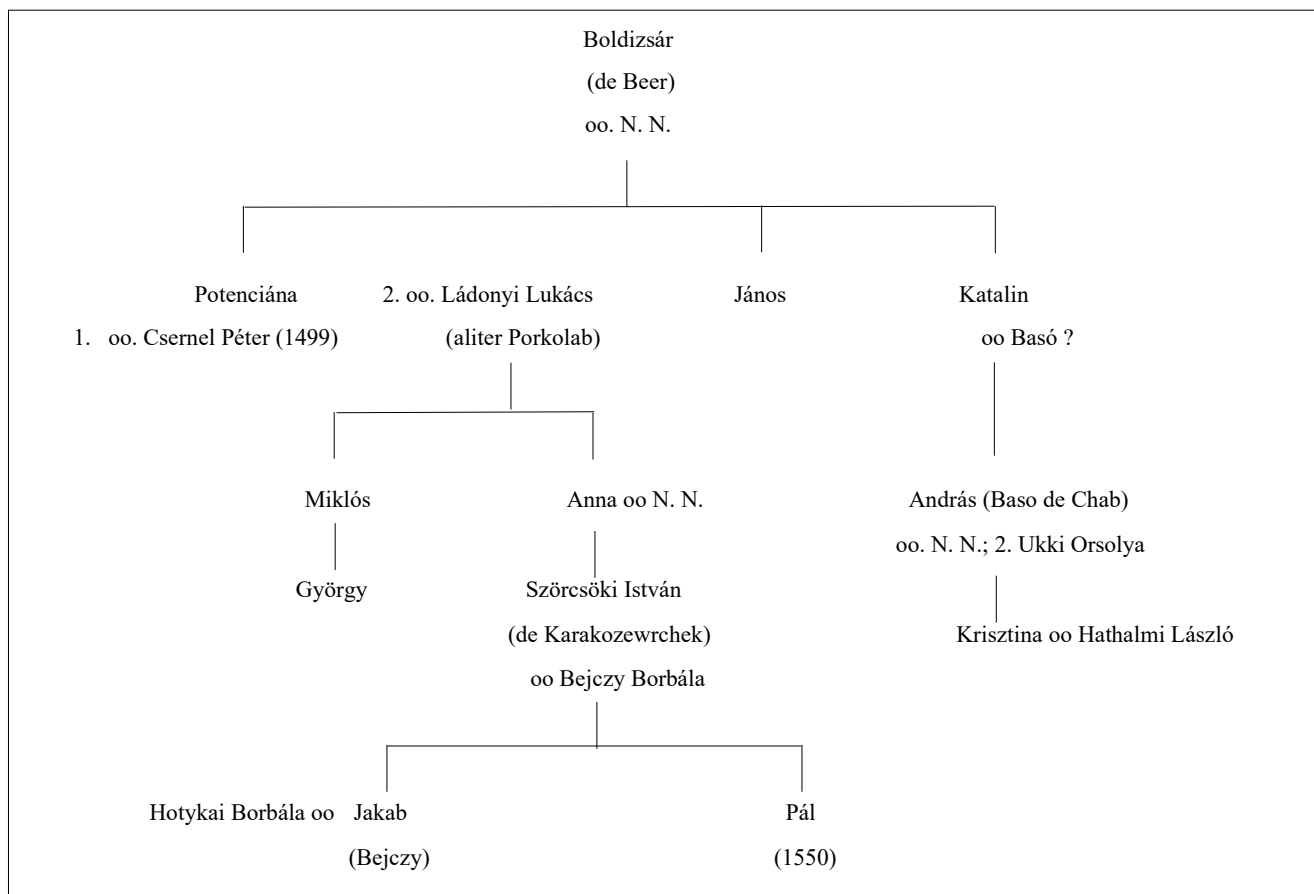 Boldizsár
(de Beer)
oo. N. N.
Potenciána 2. oo. Ládonyi Lukács János Katalin
1. oo. Csernel Péter (1499) (aliter Porkolab) oo Basó ?
Miklós Anna oo N. N. András (Baso de Chab)
oo. N. N.; 2. Ukki Orsolya
György Szörcsöki István
(de Karakozewrchek) Krisztina oo Hathalmi László
oo Bejczy Borbála
Hotykai Borbála oo Jakab Pál
(Bejczy) (1550)